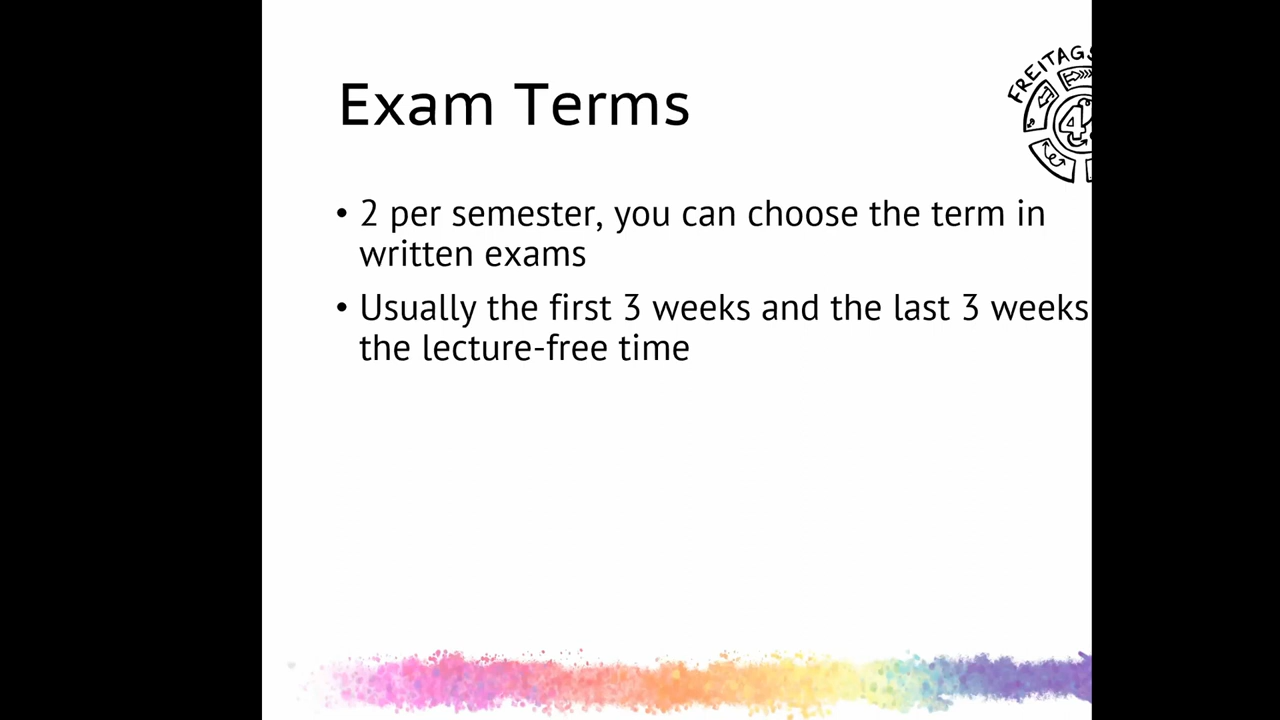 FREITAGS
4
Exam Terms
• 2 per semester, you can choose the term in
written exams
• Usually the first 3 weeks and the last 3 weeks
the lecture-free time